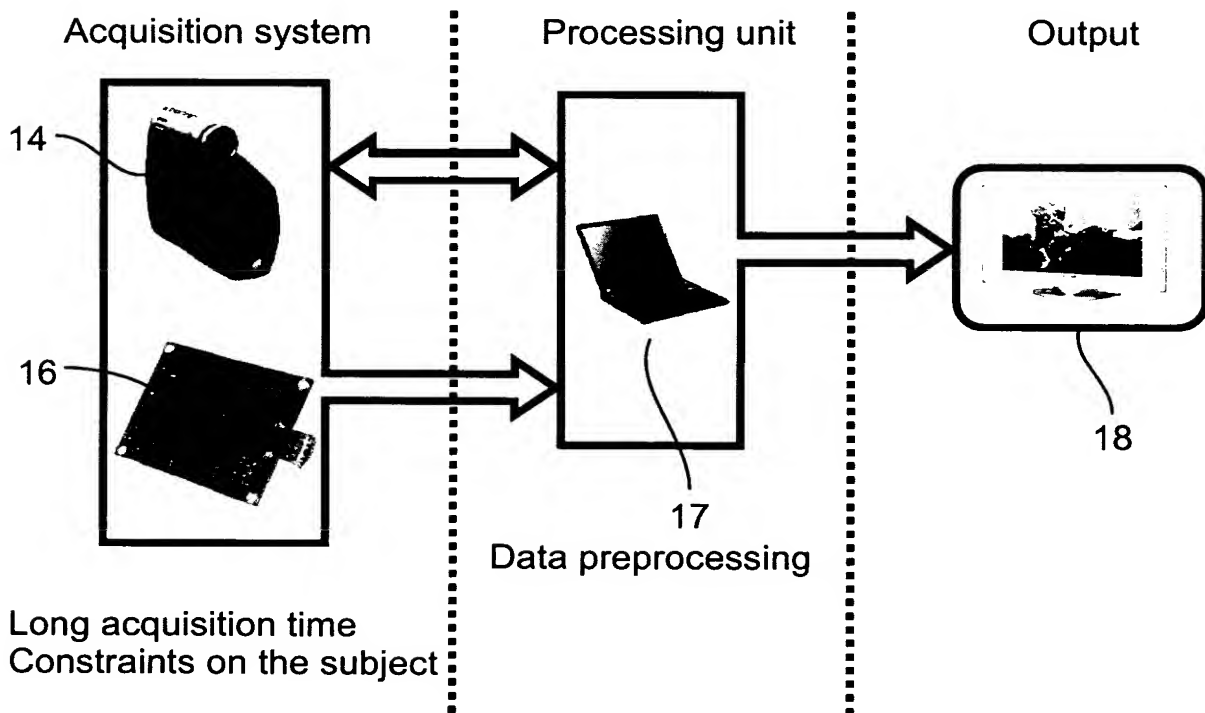 Acquisition system
Processing unit
Output
14
16
17
18
Data preprocessing
Long acquisition time
Constraints on the subject